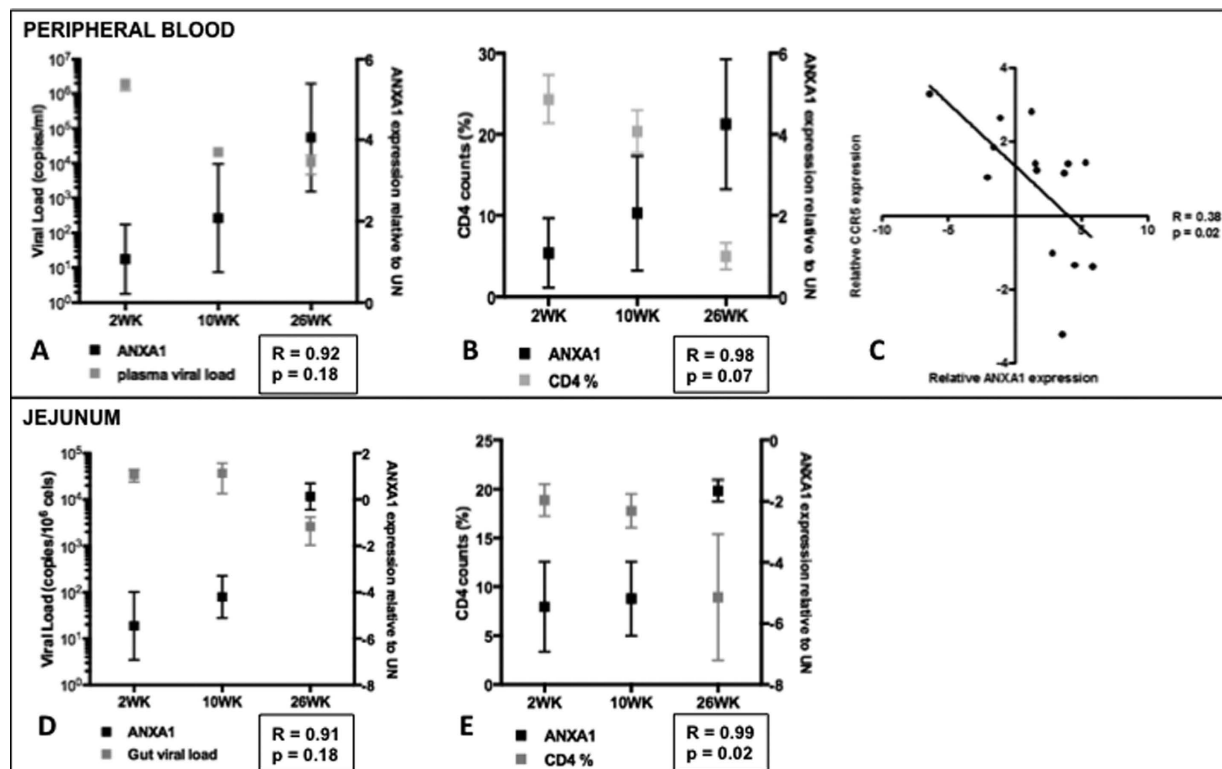 PERIPHERAL BLOOD
Viral Load (copies/ml)
10⁷
10⁶
10⁵
10⁴
10³
10²
10¹
10⁰
6
4
2
0
ANXA1 expression relative to UN
2WK 10WK 26WK
A
ANXA1
plasma viral load
R = 0.92
p = 0.18
CD4 counts (%)
30
20
10
0
6
4
2
0
ANXA1 expression relative to UN
2WK 10WK 26WK
B
ANXA1
CD4 %
R = 0.98
p = 0.07
Relative CCR5 expression
4
2
-10 -5 5 10
-2
-4
R = 0.38
p = 0.02
C
Relative ANXA1 expression
JEJUNUM
Viral Load (copies/10⁶ cels)
10⁵
10⁴
10³
10²
10¹
10⁰
2
0
-2
-4
-6
-8
ANXA1 expression relative to UN
2WK 10WK 26WK
D
ANXA1
Gut viral load
R = 0.91
p = 0.18
CD4 counts (%)
25
20
15
10
5
0
0
-2
-4
-6
-8
ANXA1 expression relative to UN
2WK 10WK 26WK
E
ANXA1
CD4 %
R = 0.99
p = 0.02